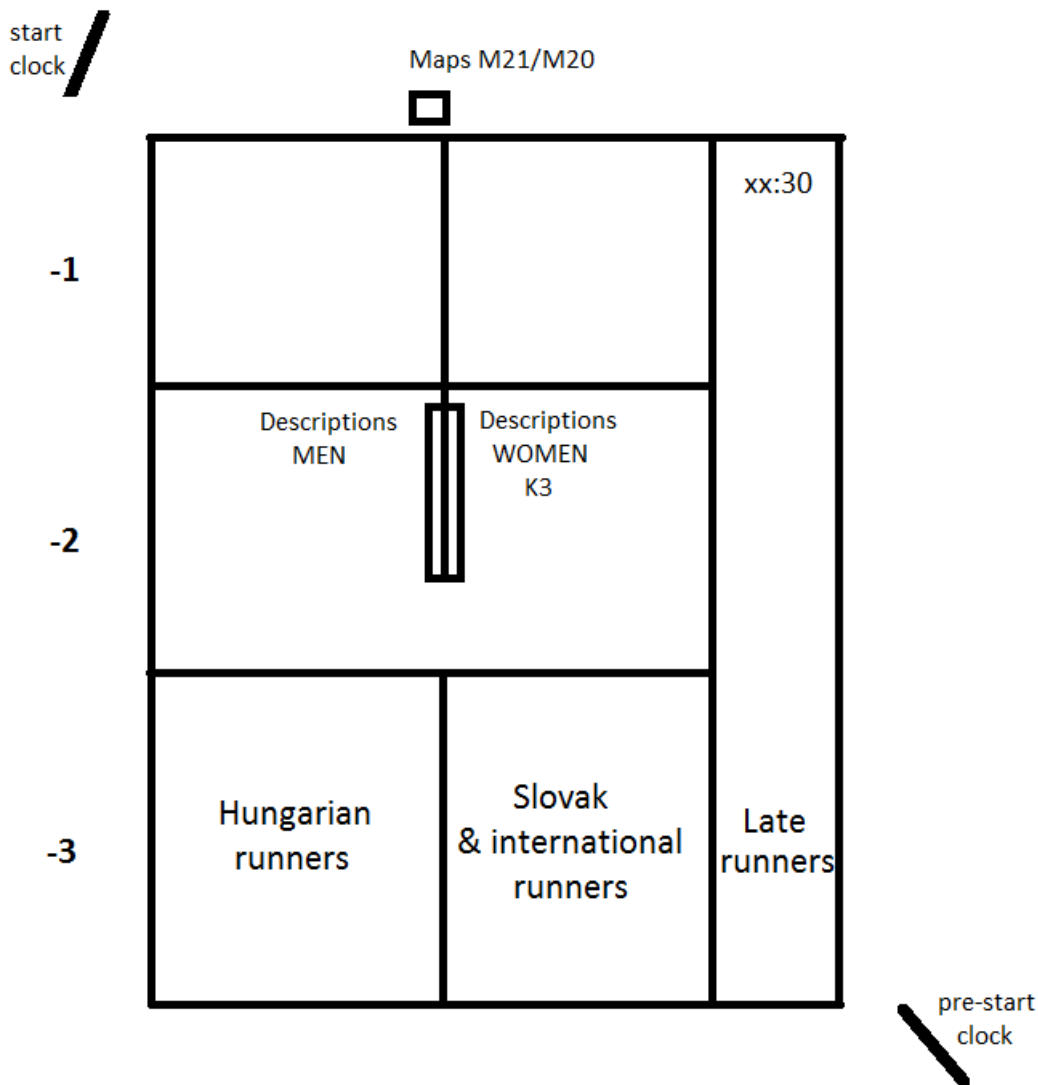 start
clock
Maps M21/M20
xx:30
-1
Descriptions
MEN
Descriptions
WOMEN
K3
-2
Hungarian
runners
Slovak
& international
runners
Late
runners
-3
pre-start
clock